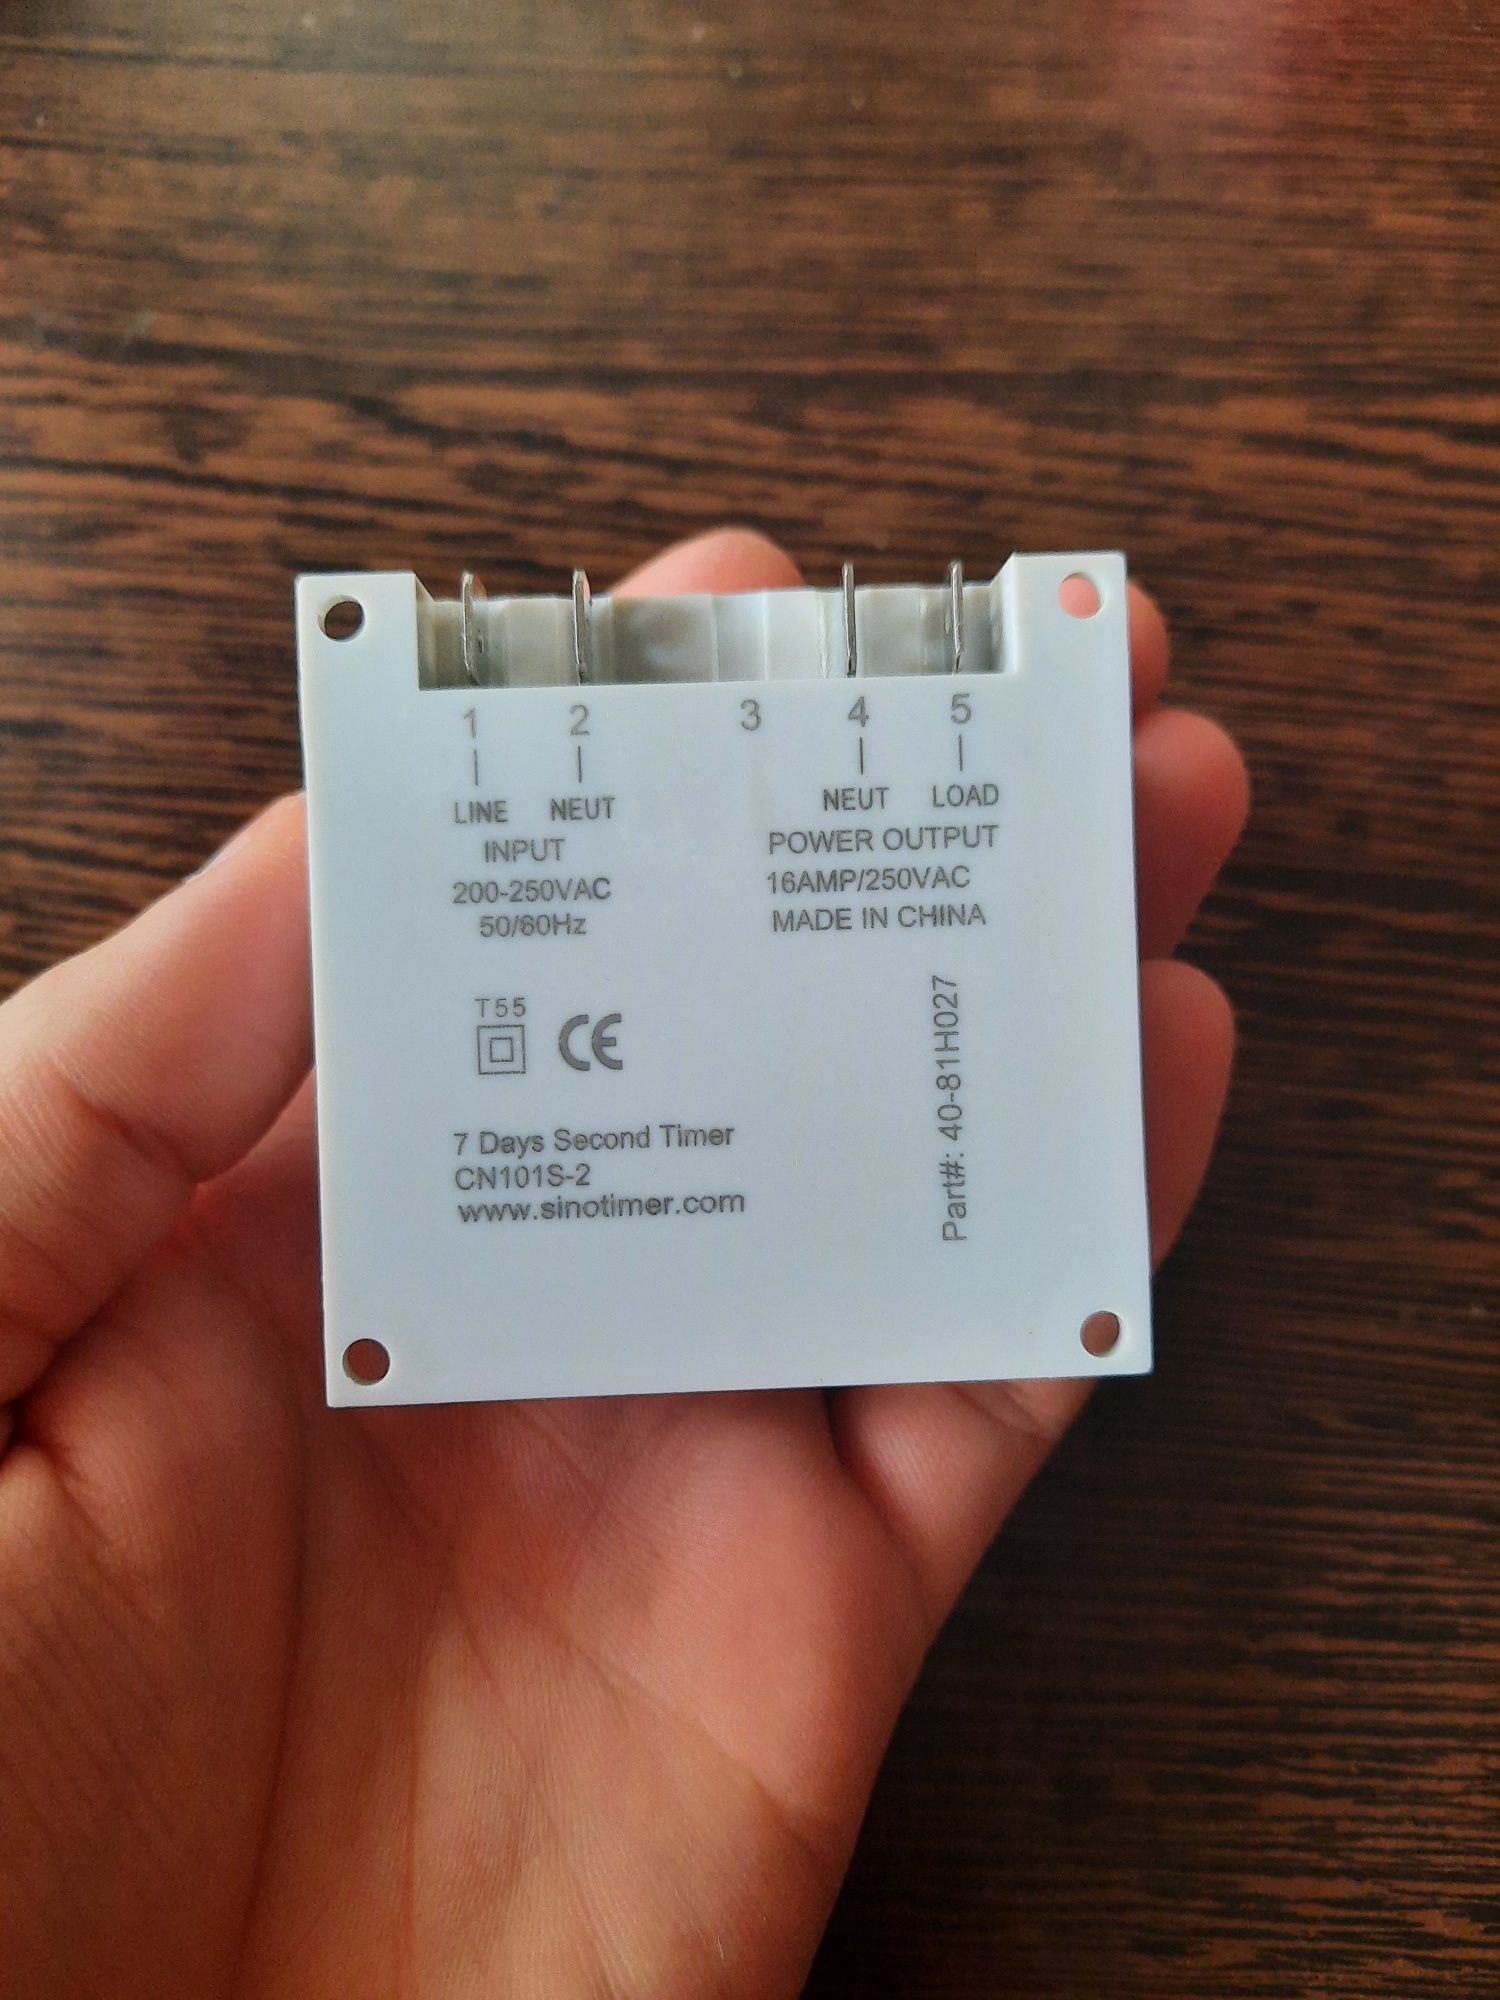 1 2 3 4 5
LINE NEUT NEUT LOAD
INPUT POWER OUTPUT
200-250VAC 16AMP/250VAC
50/60Hz MADE IN CHINA
T55
CE
7 Days Second Timer
CN101S-2
www.sinotimer.com
Part#: 40-81H027